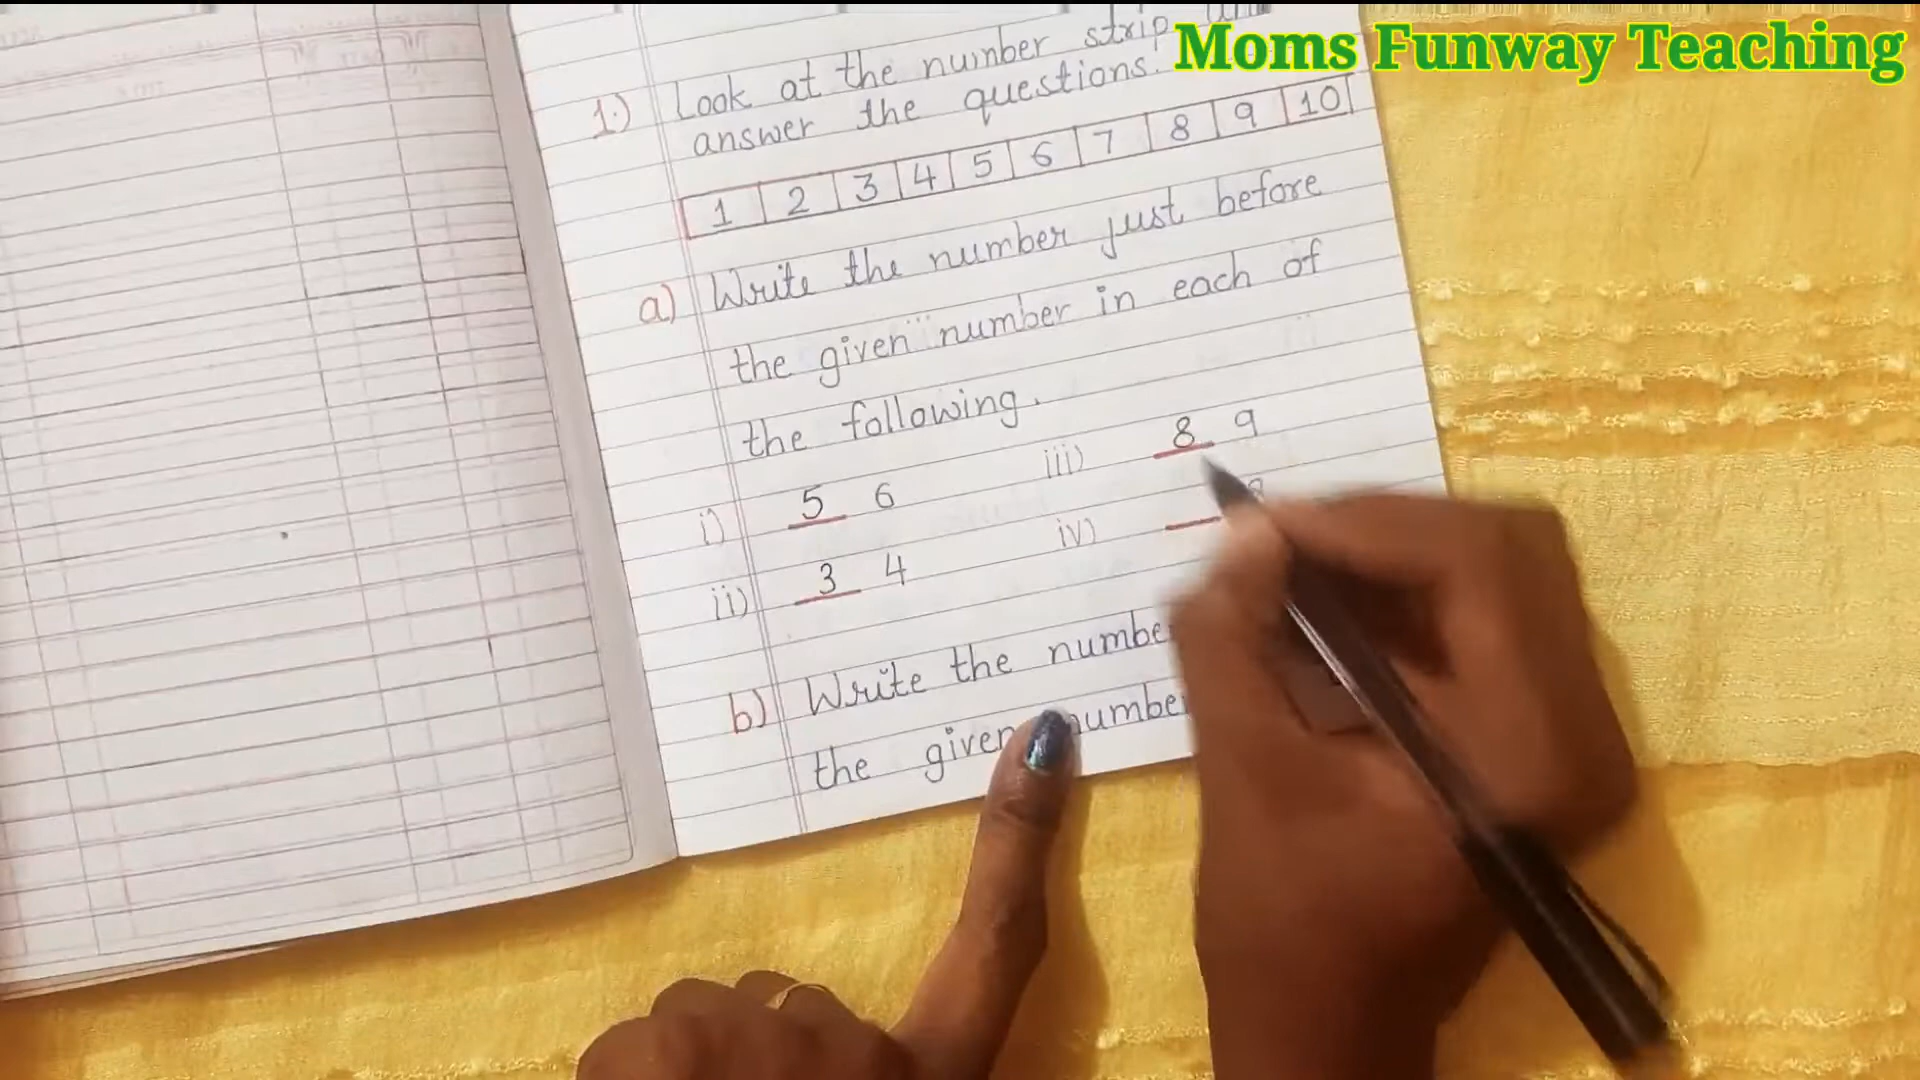 Moms Funway Teaching
1.) Look at the number strip
answer the questions.
1 2 3 4 5 6 7 8 9 10
a) Write the number just before
the given number in each of
the following.
i) 5 6 iii) 8 9
ii) 3 4 iv) __
b) Write the number
the given number